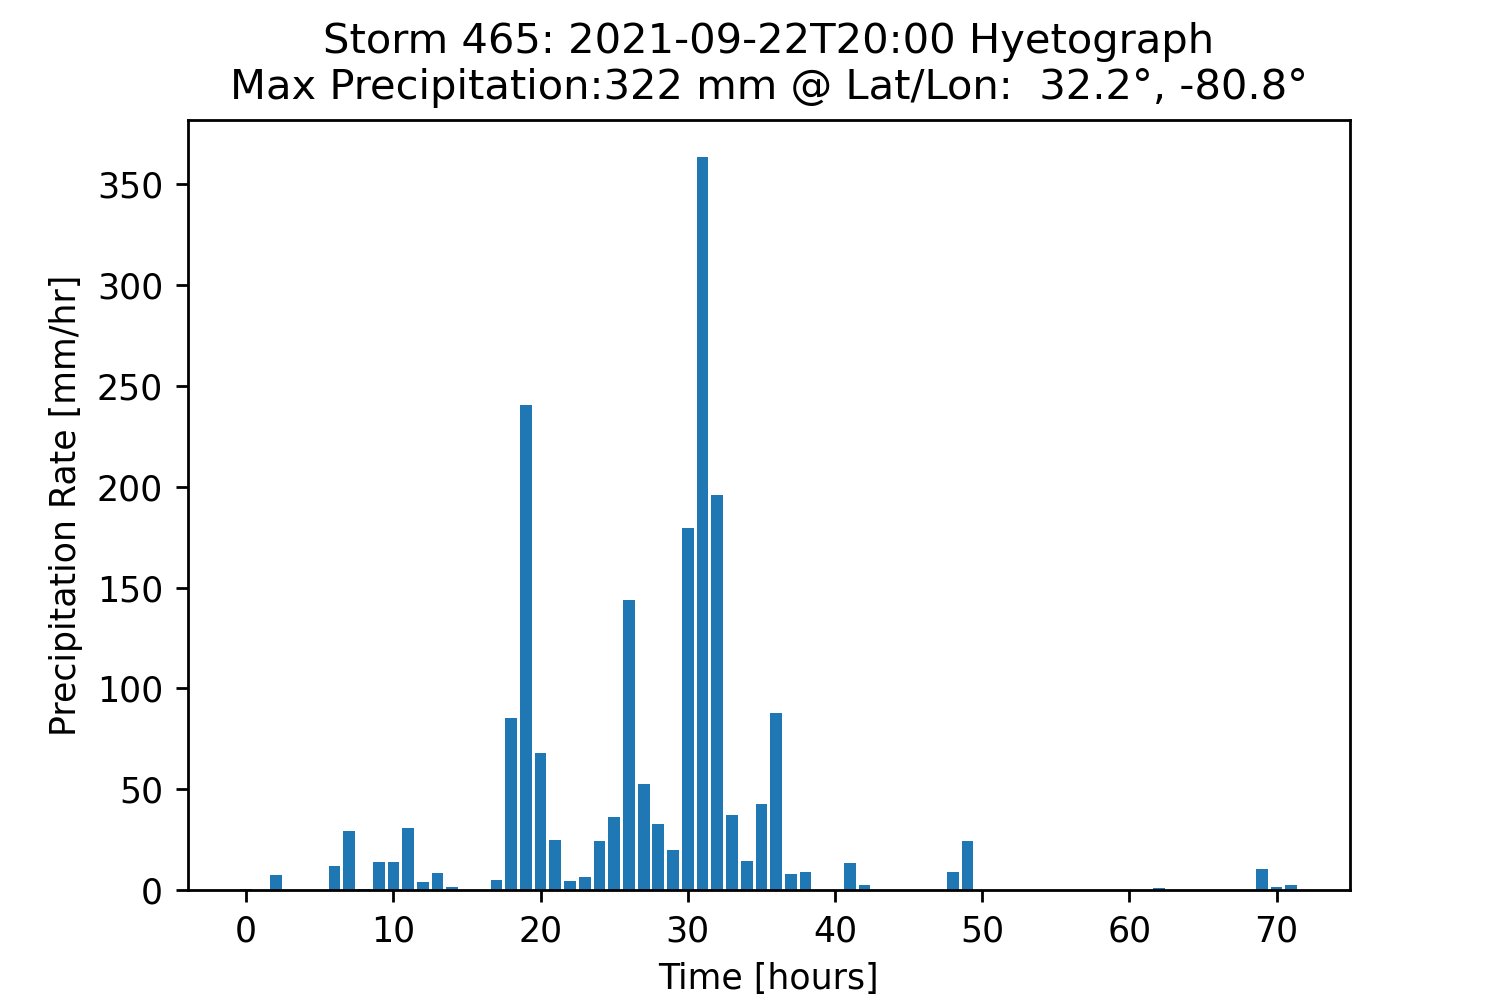 Storm 465: 2021-09-22T20:00 Hyetograph
Max Precipitation:322 mm @ Lat/Lon:  32.2°, -80.8°
Precipitation Rate [mm/hr]
350
300
250
200
150
100
50
0
0 10 20 30 40 50 60 70
Time [hours]